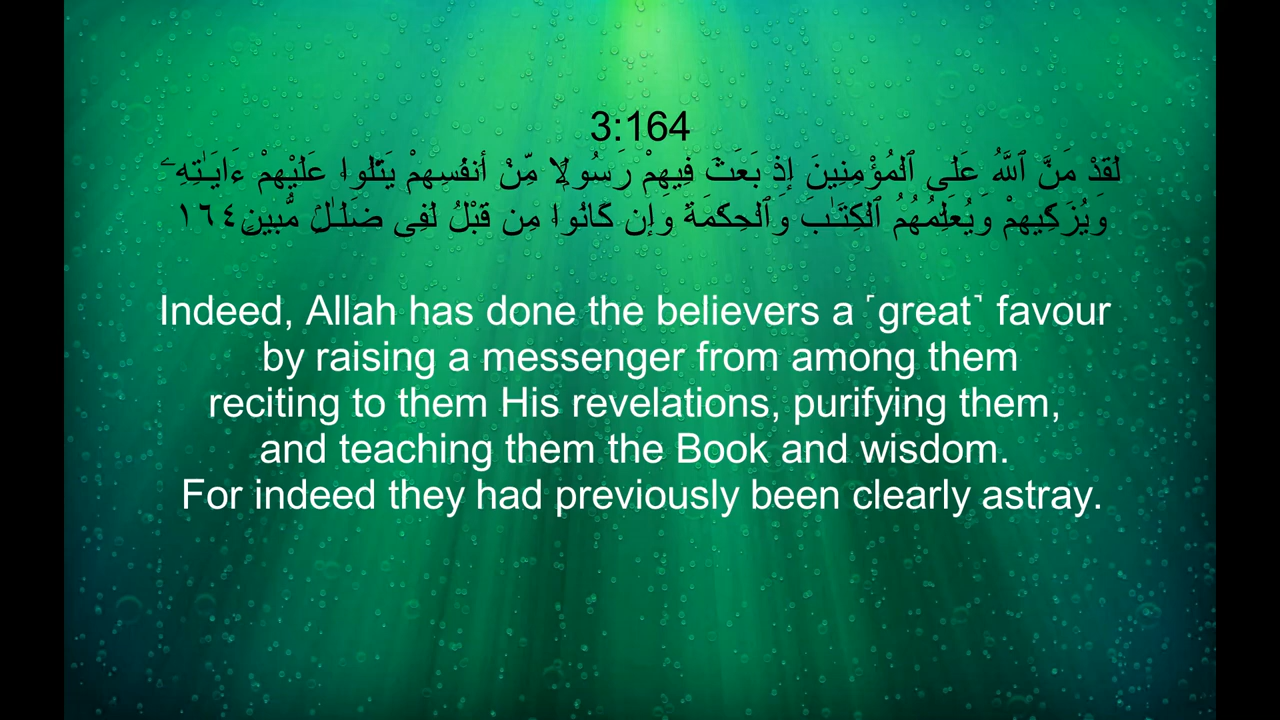 3:164
لَقَدْ مَنَّ ٱللَّهُ عَلَى ٱلْمُؤْمِنِينَ إِذْ بَعَثَ فِيهِمْ رَسُولًۭا مِّنْ أَنفُسِهِمْ يَتْلُوا۟ عَلَيْهِمْ ءَايَـٰتِهِۦ
وَيُزَكِّيهِمْ وَيُعَلِّمُهُمُ ٱلْكِتَـٰبَ وَٱلْحِكْمَةَ وَإِن كَانُوا۟ مِن قَبْلُ لَفِى ضَلَـٰلٍۢ مُّبِينٍ ١٦٤
Indeed, Allah has done the believers a ˹great˺ favour
by raising a messenger from among them
reciting to them His revelations, purifying them,
and teaching them the Book and wisdom.
For indeed they had previously been clearly astray.